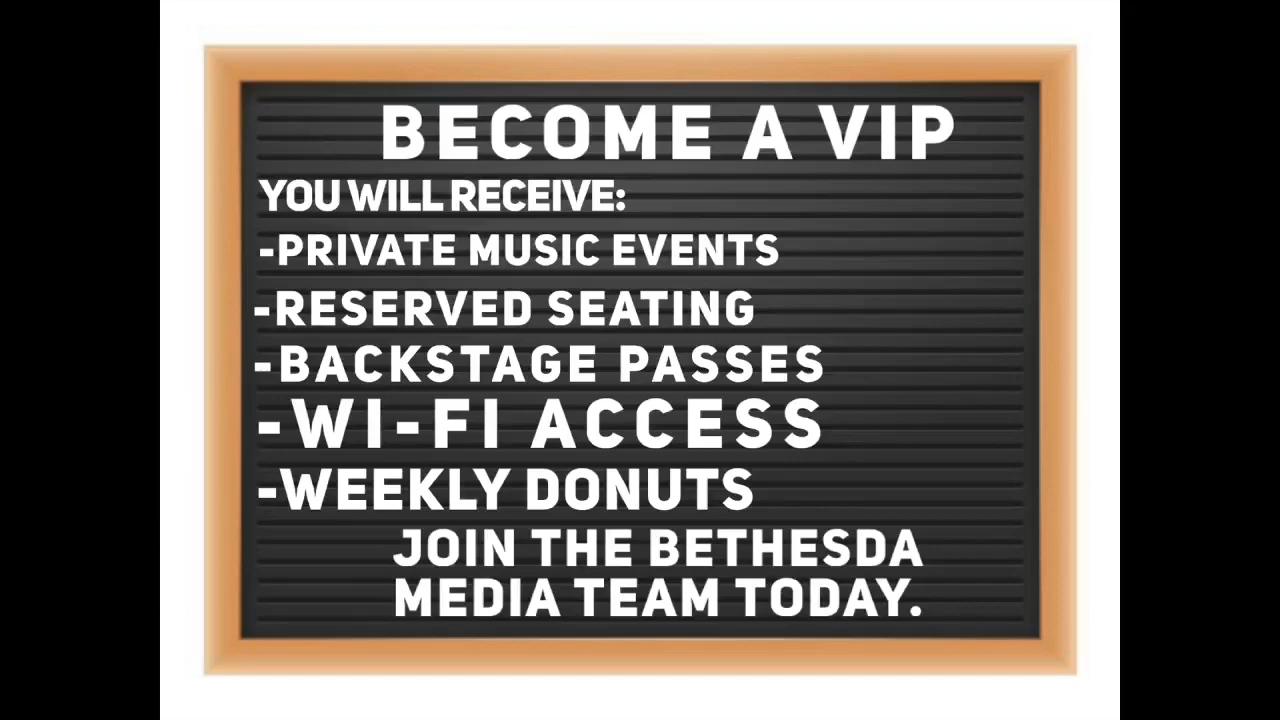 BECOME A VIP
YOU WILL RECEIVE:
-PRIVATE MUSIC EVENTS
-RESERVED SEATING
-BACKSTAGE PASSES
-WI-FI ACCESS
-WEEKLY DONUTS
JOIN THE BETHESDA
MEDIA TEAM TODAY.